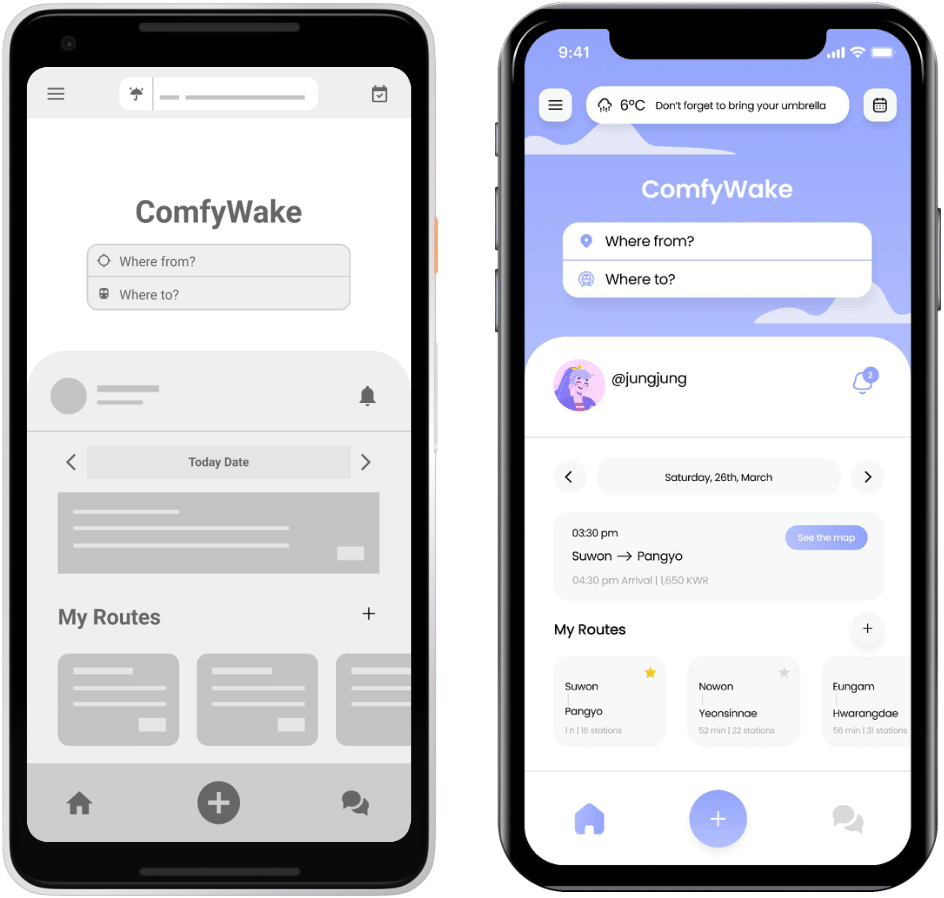 ComfyWake
Where from?
Where to?
Today Date
My Routes
9:41
6°C Don't forget to bring your umbrella
ComfyWake
Where from?
Where to?
@jungjung
2
Saturday, 26th, March
03:30 pm
See the map
Suwon → Pangyo
04:30 pm Arrival | 1,650 KWR
My Routes
Suwon
Pangyo
1 h | 16 stations
Nowon
Yeonsinnae
52 min | 22 stations
Eungam
Hwarangdae
56 min | 31 stations